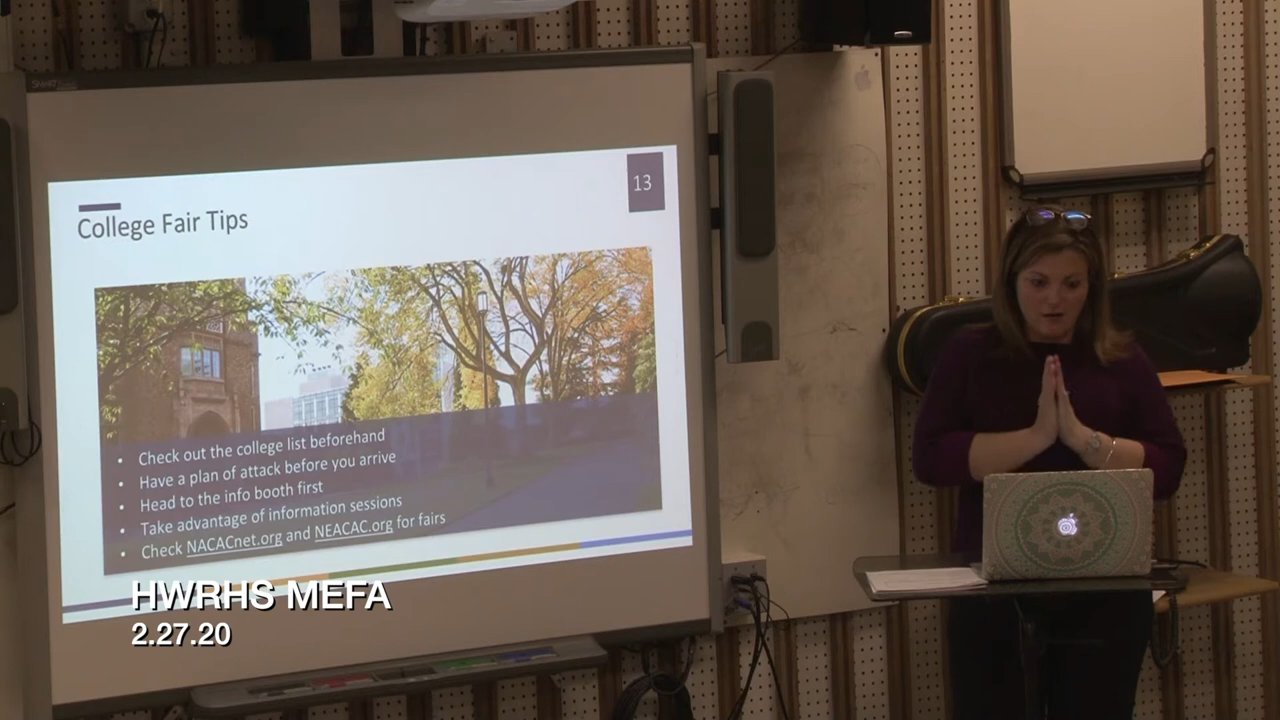 SMART
13
College Fair Tips
• Check out the college list beforehand
• Have a plan of attack before you arrive
• Head to the info booth first
• Take advantage of information sessions
• Check NACACnet.org and NEACAC.org for fairs
HWRHS MEFA
2.27.20